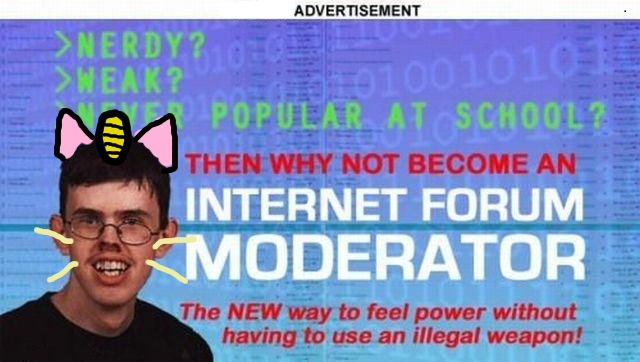 ADVERTISEMENT
>NERDY?
>WEAK?
>NEVER POPULAR AT SCHOOL?
THEN WHY NOT BECOME AN
INTERNET FORUM
MODERATOR
The NEW way to feel power without
having to use an illegal weapon!